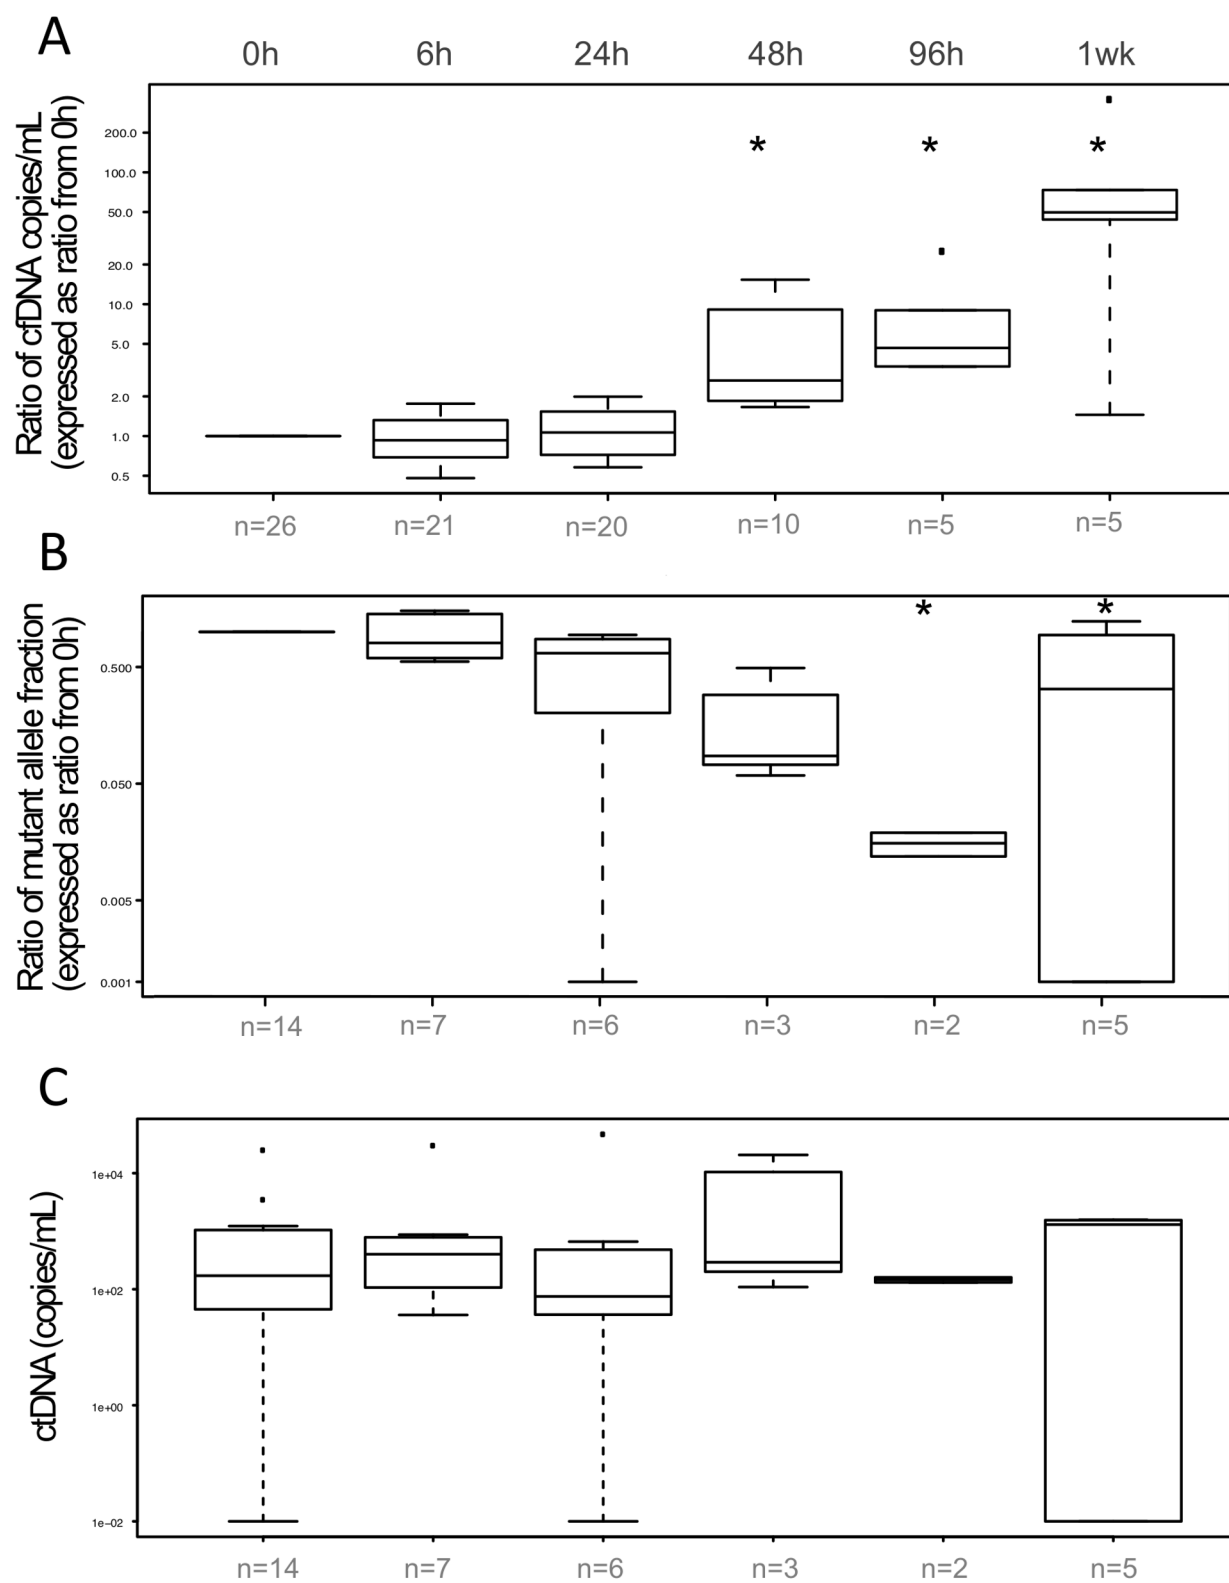 A
0h 6h 24h 48h 96h 1wk
Ratio of cfDNA copies/mL
(expressed as ratio from 0h)
200.0
100.0
50.0
20.0
10.0
5.0
2.0
1.0
0.5
* * *
n=26 n=21 n=20 n=10 n=5 n=5
B
Ratio of mutant allele fraction
(expressed as ratio from 0h)
0.500
0.050
0.005
0.001
* *
n=14 n=7 n=6 n=3 n=2 n=5
C
ctDNA (copies/mL)
1e+04
1e+02
1e+00
1e-02
n=14 n=7 n=6 n=3 n=2 n=5